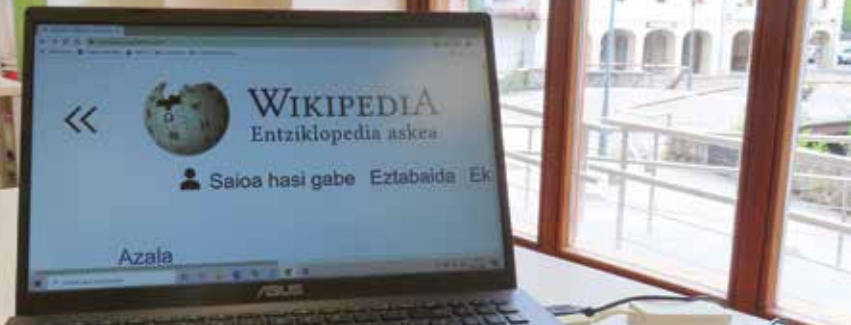 WIKIPEDIA
Entziklopedia askea
Saioa hasi gabe Eztabaida Ek
Azala
ASUS